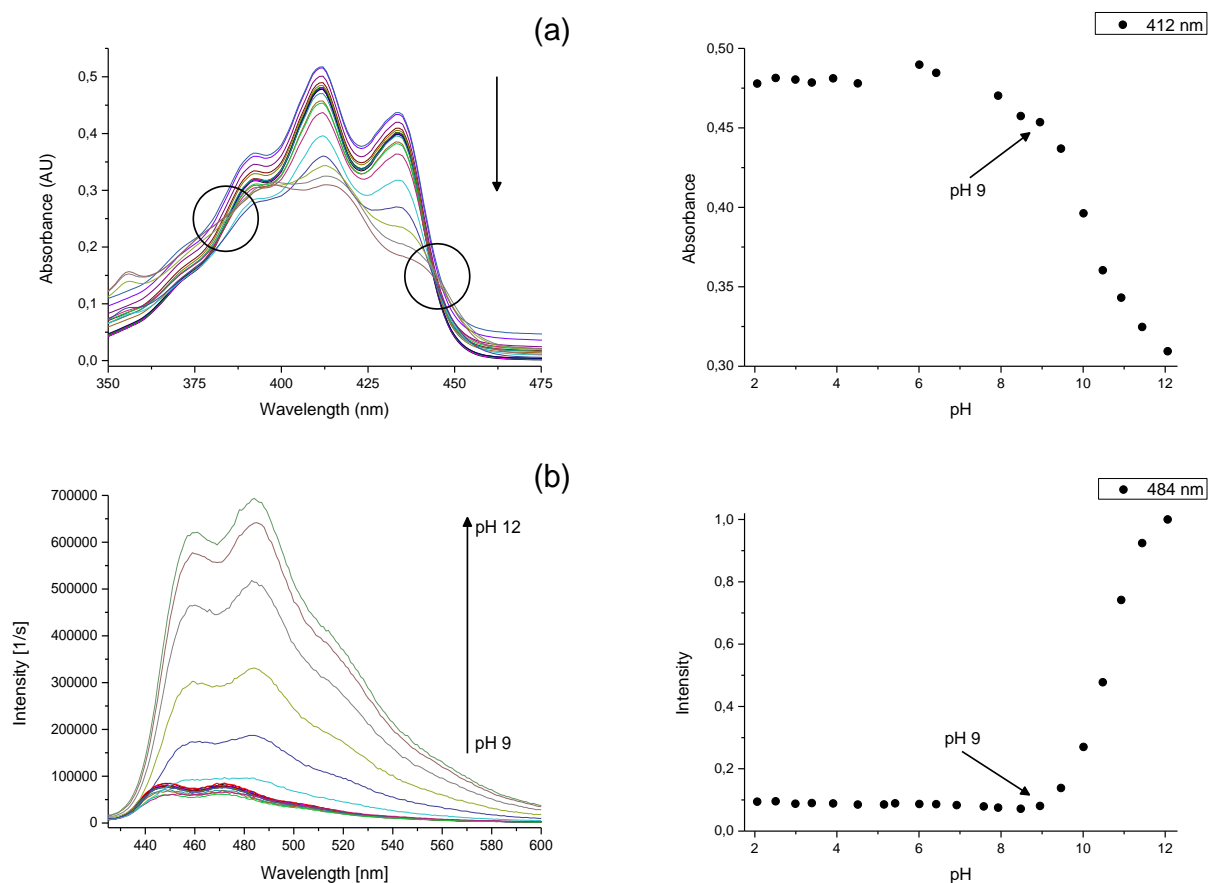 (a)
0,5
0,4
0,3
0,2
0,1
0,0
Absorbance (AU)
350 375 400 425 450 475
Wavelength (nm)
412 nm
0,50
0,45
0,40
0,35
0,30
Absorbance
pH 9
2 4 6 8 10 12
pH
(b)
700000
600000
500000
400000
300000
200000
100000
0
Intensity [1/s]
pH 12
pH 9
440 460 480 500 520 540 560 580 600
Wavelength [nm]
484 nm
1,0
0,8
0,6
0,4
0,2
0,0
Intensity
pH 9
2 4 6 8 10 12
pH